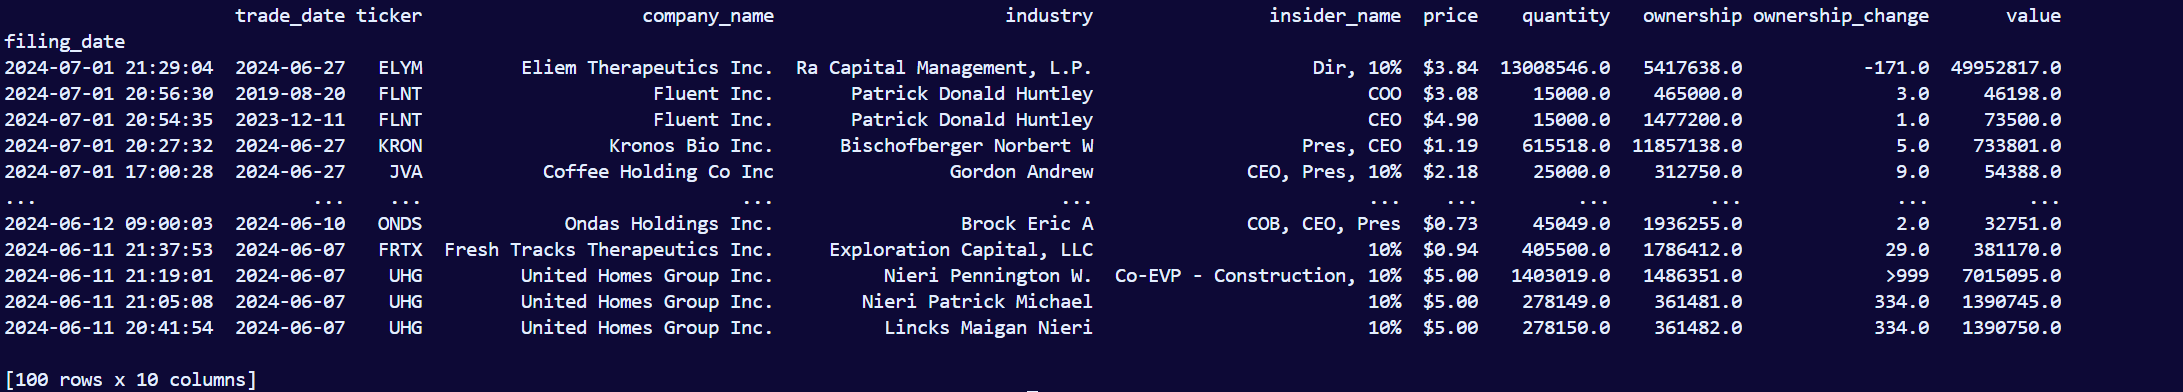 trade_date ticker company_name industry insider_name price quantity ownership ownership_change value
filing_date
2024-07-01 21:29:04 2024-06-27 ELYM Eliem Therapeutics Inc. Ra Capital Management, L.P. Dir, 10% $3.84 13008546.0 5417638.0 -171.0 49952817.0
2024-07-01 20:56:30 2019-08-20 FLNT Fluent Inc. Patrick Donald Huntley COO $3.08 15000.0 465000.0 3.0 46198.0
2024-07-01 20:54:35 2023-12-11 FLNT Fluent Inc. Patrick Donald Huntley CEO $4.90 15000.0 1477200.0 1.0 73500.0
2024-07-01 20:27:32 2024-06-27 KRON Kronos Bio Inc. Bischofberger Norbert W Pres, CEO $1.19 615518.0 11857138.0 5.0 733801.0
2024-07-01 17:00:28 2024-06-27 JVA Coffee Holding Co Inc Gordon Andrew CEO, Pres, 10% $2.18 25000.0 312750.0 9.0 54388.0
... ... ... ... ... ... ... ... ... ... ...
2024-06-12 09:00:03 2024-06-10 ONDS Ondas Holdings Inc. Brock Eric A COB, CEO, Pres $0.73 45049.0 1936255.0 2.0 32751.0
2024-06-11 21:37:53 2024-06-07 FRTX Fresh Tracks Therapeutics Inc. Exploration Capital, LLC 10% $0.94 405500.0 1786412.0 29.0 381170.0
2024-06-11 21:19:01 2024-06-07 UHG United Homes Group Inc. Nieri Pennington W. Co-EVP - Construction, 10% $5.00 1403019.0 1486351.0 >999 7015095.0
2024-06-11 21:05:08 2024-06-07 UHG United Homes Group Inc. Nieri Patrick Michael 10% $5.00 278149.0 361481.0 334.0 1390745.0
2024-06-11 20:41:54 2024-06-07 UHG United Homes Group Inc. Lincks Maigan Nieri 10% $5.00 278150.0 361482.0 334.0 1390750.0
[100 rows x 10 columns]